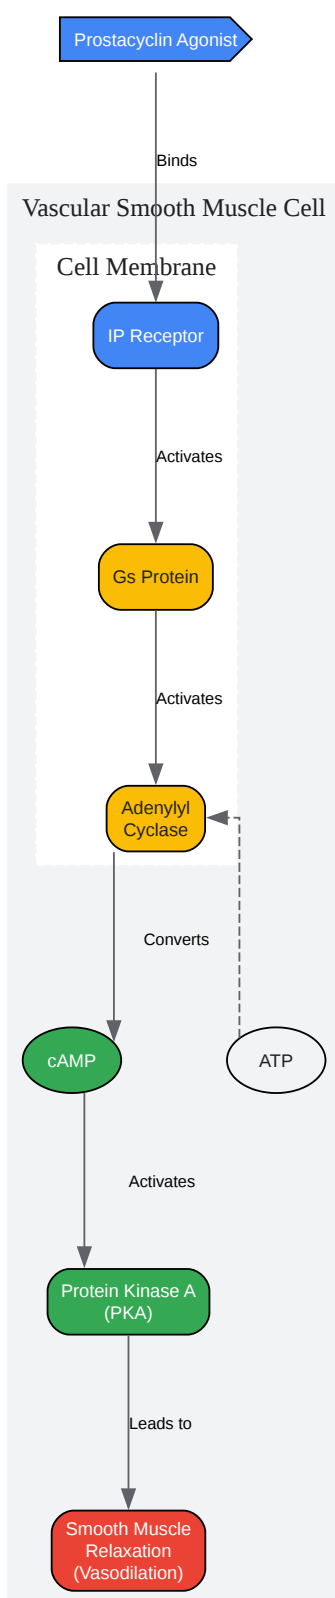 Prostacyclin Agonist
Binds
Vascular Smooth Muscle Cell
Cell Membrane
IP Receptor
Activates
Gs Protein
Activates
Adenylyl
Cyclase
Converts
cAMP
ATP
Activates
Protein Kinase A
(PKA)
Leads to
Smooth Muscle
Relaxation
(Vasodilation)